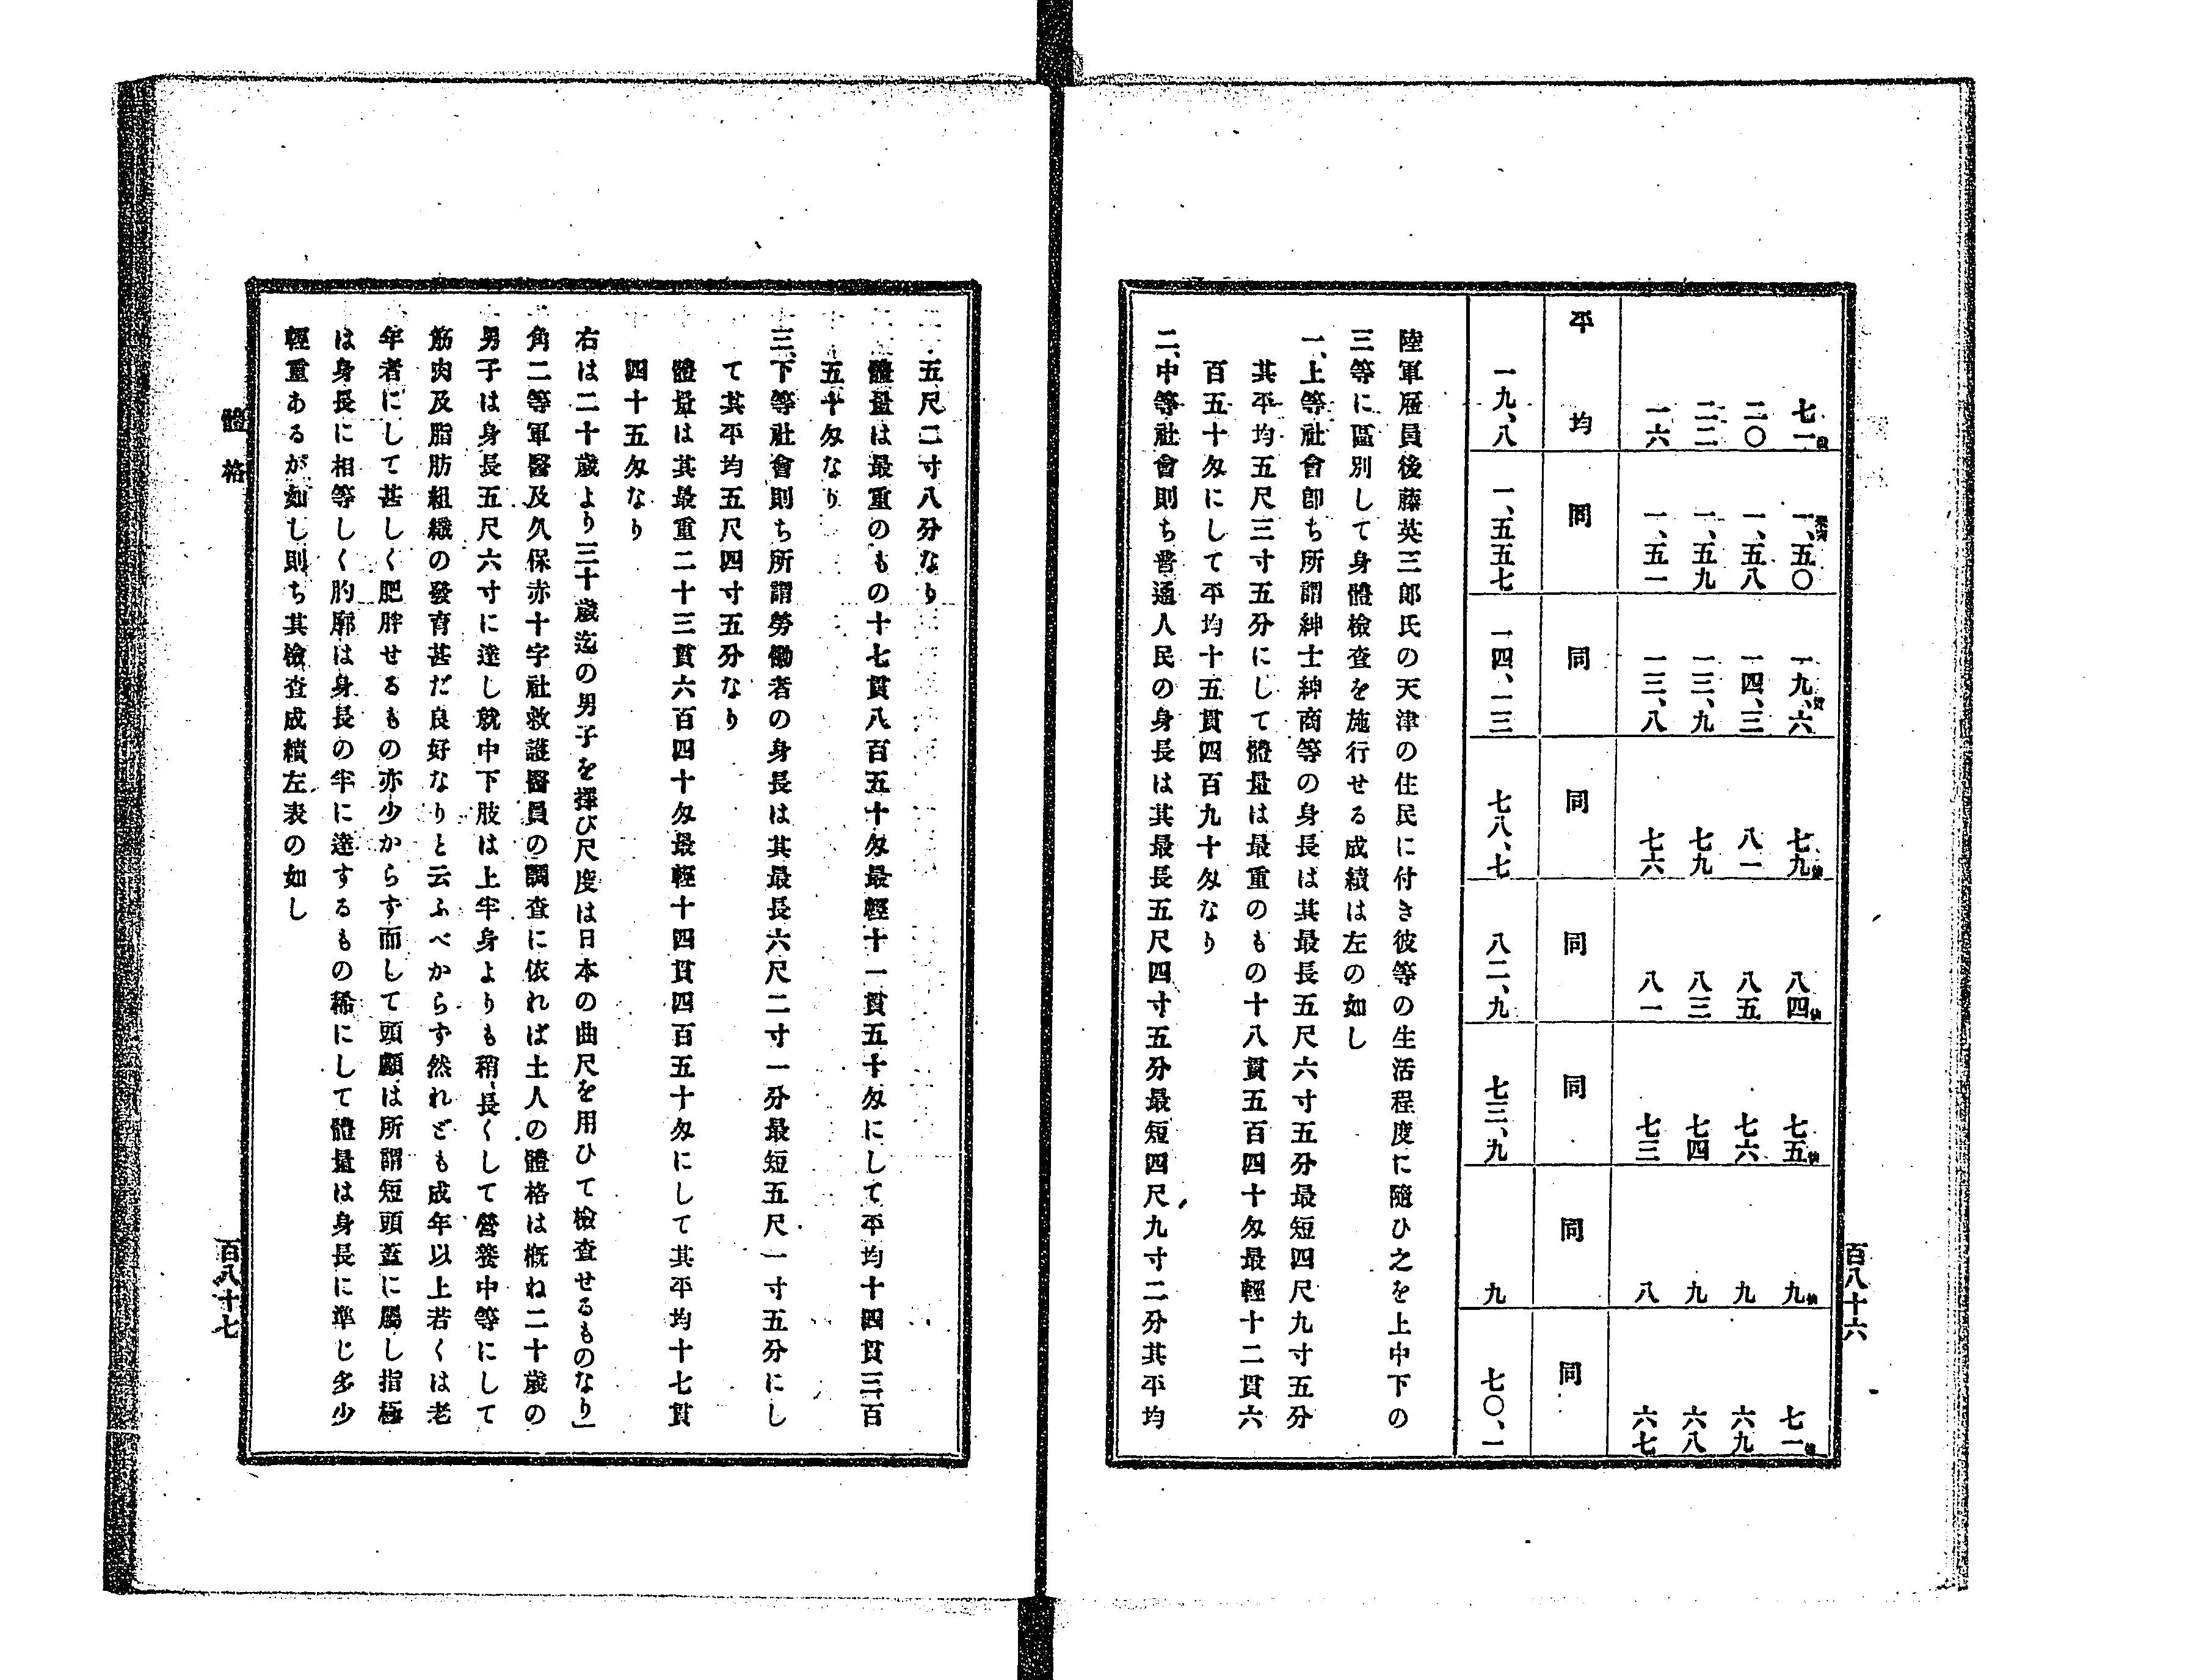 百八十六
七一 一、五〇 一九、六 七九 八四 七五 九 七一
二〇 一、五八 一四、三 八一 八五 七六 九 六九
二二 一、五九 一三、九 七九 八三 七四 九 六八
一六 一、五一 一三、八 七六 八一 七三 八 六七
平均 同 同 同 同 同 同 同
一九、八 一、五五七 一四、一三 七八、七 八二、九 七三、九 九 七〇、一
陸軍雇員後藤英三郎氏の天津の住民に付き彼等の生活程度に隨ひ之を上中下の
三等に區別して身體檢査を施行せる成績は左の如し
一、上等社會卽ち所謂紳士紳商等の身長は其最長五尺六寸五分最短四尺九寸五分
其平均五尺三寸五分にして體量は最重のもの十八貫五百四十匁最輕十二貫六
百五十匁にして平均十五貫四百九十匁なり
二、中等社會則ち普通人民の身長は其最長五尺四寸五分最短四尺九寸二分其平均
五尺二寸八分なり
體量は最重のもの十七貫八百五十匁最輕十一貫五十匁にして平均十四貫三百
五十匁なり
三、下等社會則ち所謂勞働者の身長は其最長六尺二寸一分最短五尺一寸五分にし
て其平均五尺四寸五分なり
體量は其最重二十三貫六百四十匁最輕十四貫四百五十匁にして其平均十七貫
四十五匁なり
右は二十歲より三十歲迄の男子を擇び尺度は日本の曲尺を用ひて檢査せるものなり」
角二等軍醫及久保赤十字社救護醫員の調査に依れば土人の體格は槪ね二十歲の
男子は身長五尺六寸に達し就中下肢は上半身よりも稍長くして營養中等にして
筋肉及脂肪組織の發育甚だ良好なりと云ふべからず然れども成年以上若くは老
年者にして甚しく肥胖せるもの亦少からず而して頭顱は所謂短頭蓋に屬し指極
は身長に相等しく胸廓は身長の半に達するもの稀にして體量は身長に準じ多少
輕重あるが如し則ち其檢査成績左表の如し
體格
百八十七